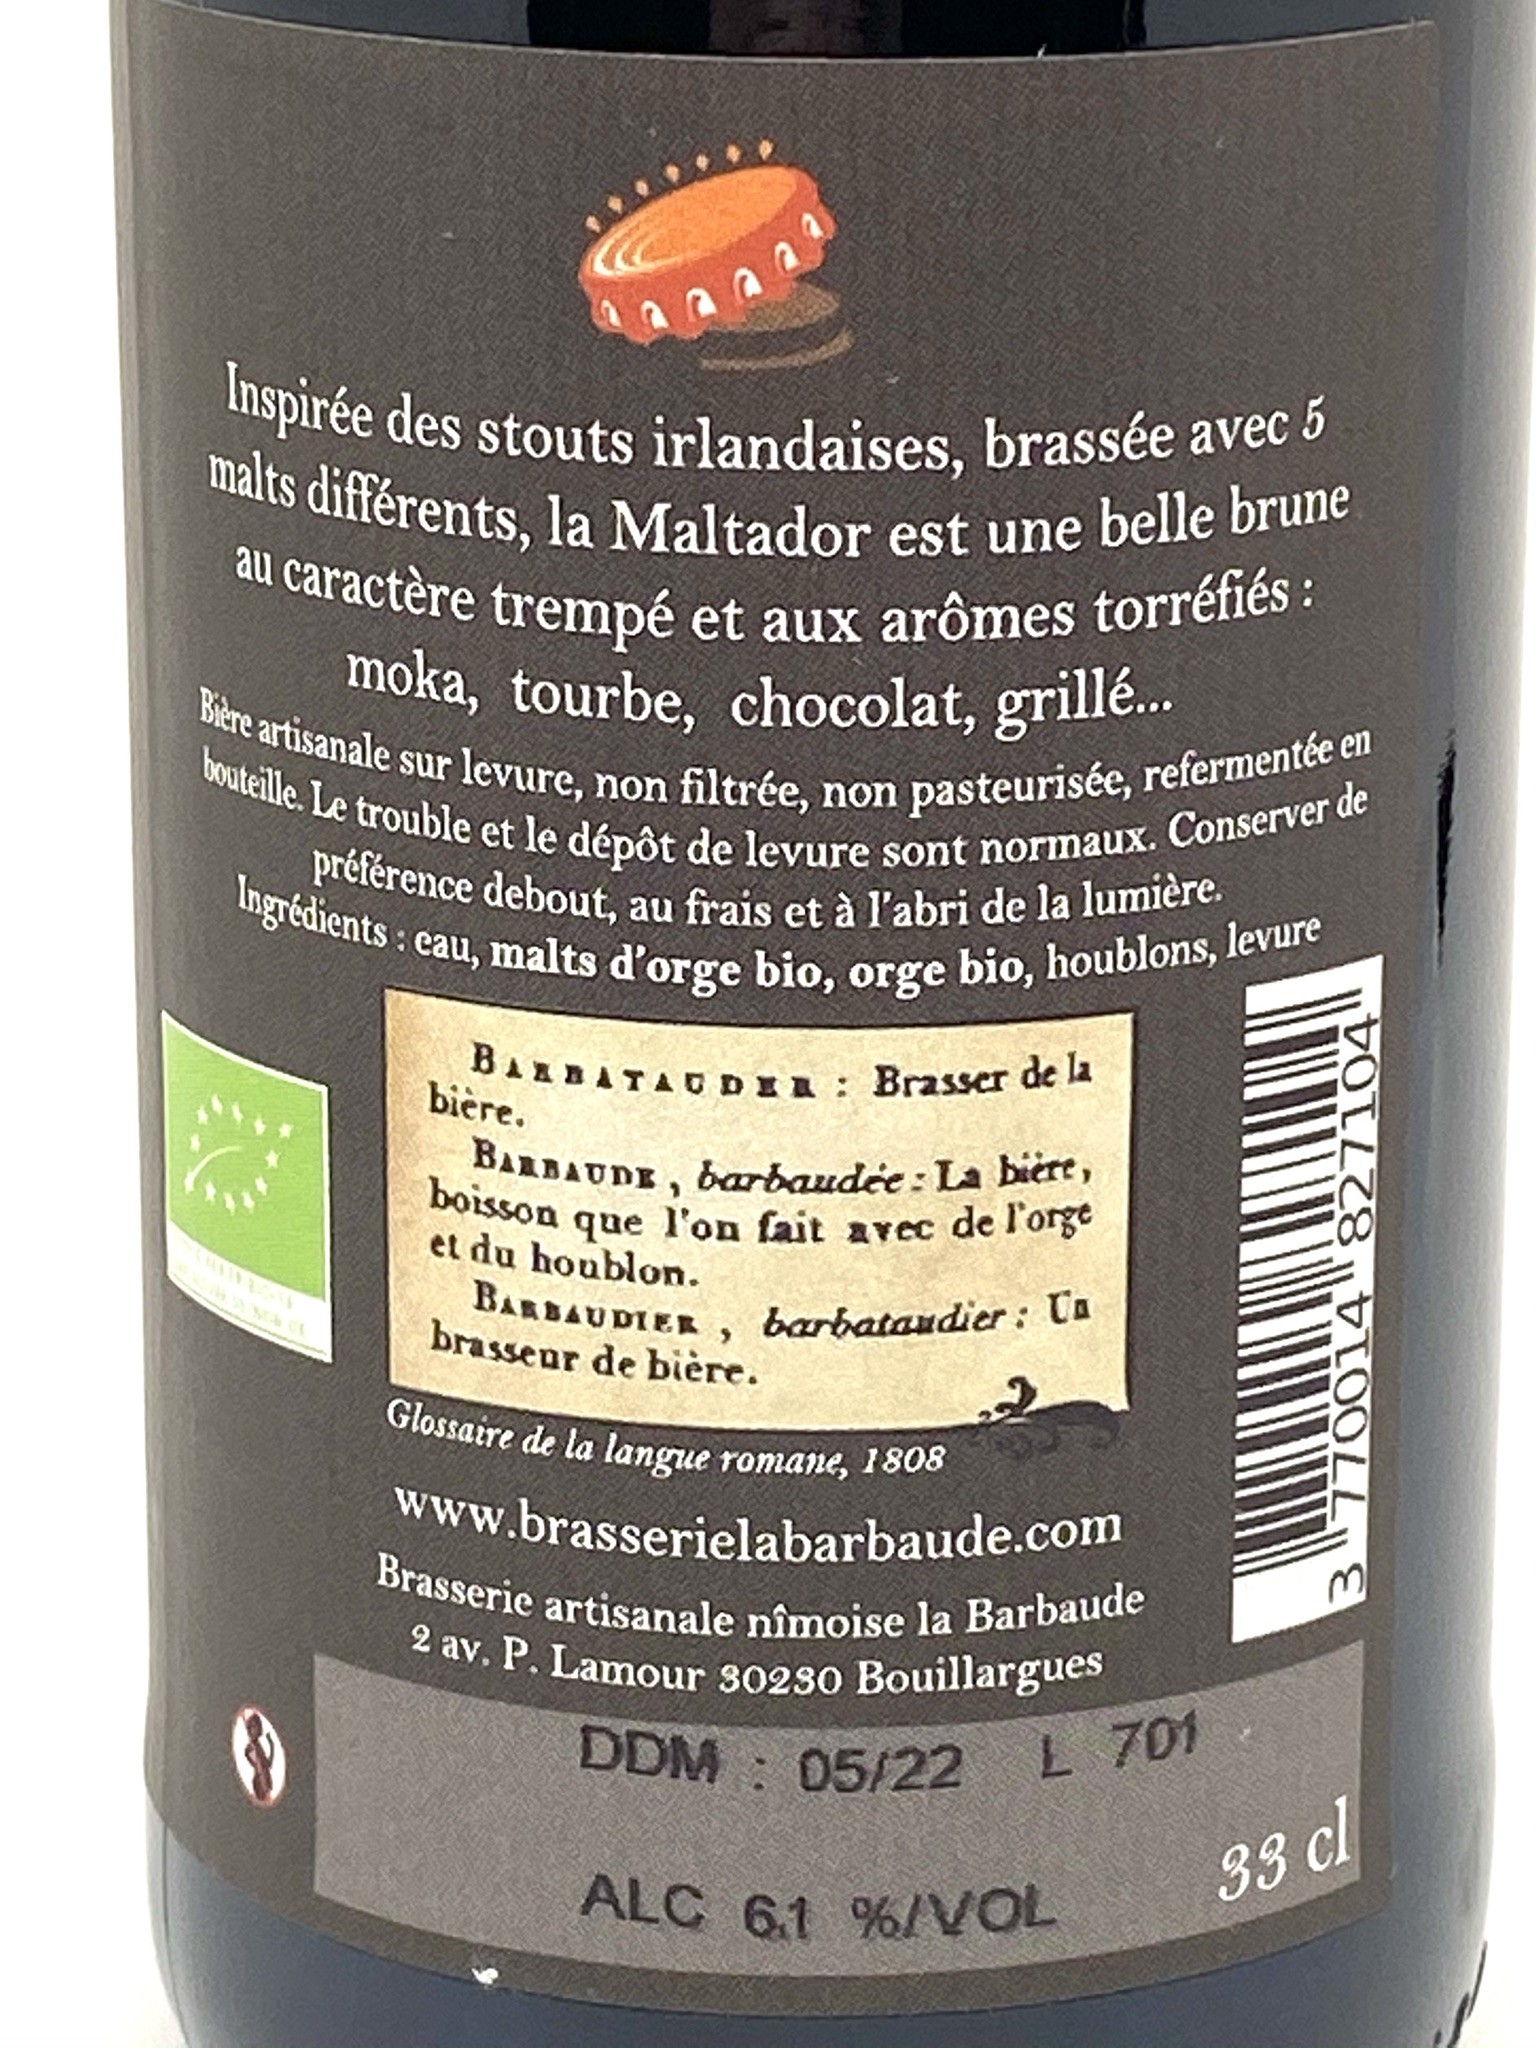 Inspirée des stouts irlandaises, brassée avec 5
malts différents, la Maltador est une belle brune
au caractère trempé et aux arômes torréfiés :
moka, tourbe, chocolat, grillé...
Bière artisanale sur levure, non filtrée, non pasteurisée, refermentée en
bouteille. Le trouble et le dépôt de levure sont normaux. Conserver de
préférence debout, au frais et à l'abri de la lumière.
Ingrédients : eau, malts d'orge bio, orge bio, houblons, levure
BARBATAUDER : Brasser de la
bière.
BARBAUDE, barbaudée : La bière,
boisson que l'on fait avec de l'orge
et du houblon.
BARBAUDIER, barbataudier : Un
brasseur de bière.
Glossaire de la langue romane, 1808
www.brasserielabarbaude.com
Brasserie artisanale nîmoise la Barbaude
2 av. P. Lamour 30230 Bouillargues
3 770014 827104
DDM : 05/22 L 701
ALC 6.1 %/VOL
33 cl